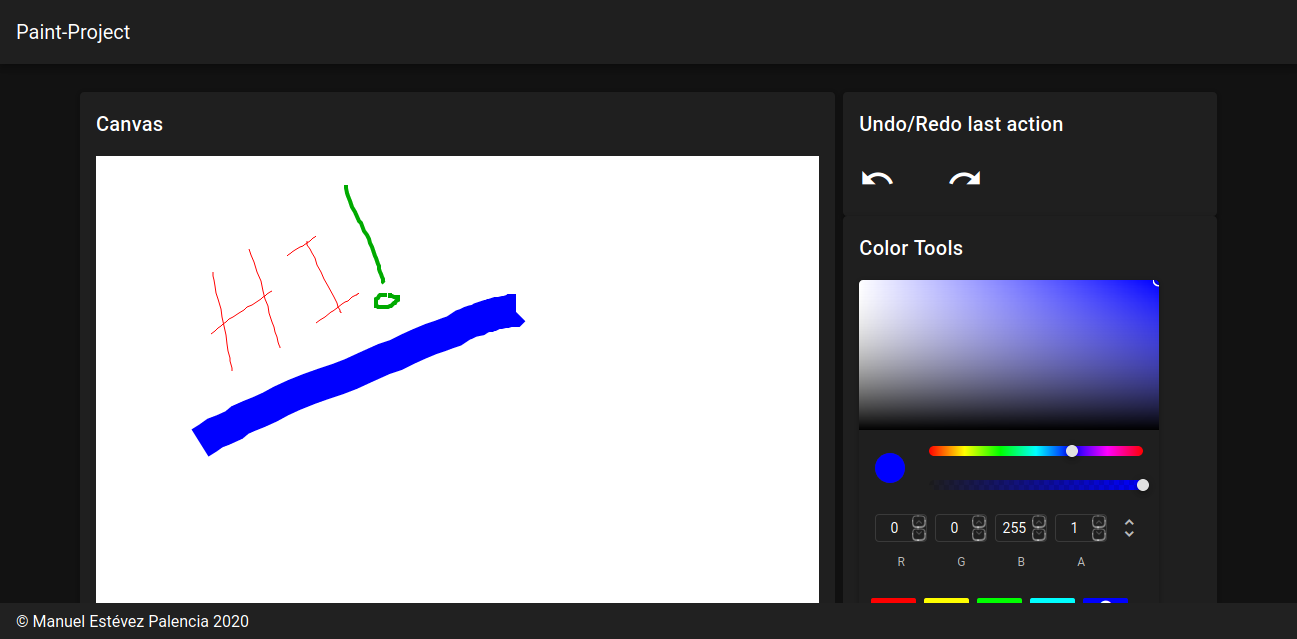 Paint-Project
Canvas
HI!
Undo/Redo last action
Color Tools
0 0 255 1
R G B A
© Manuel Estévez Palencia 2020